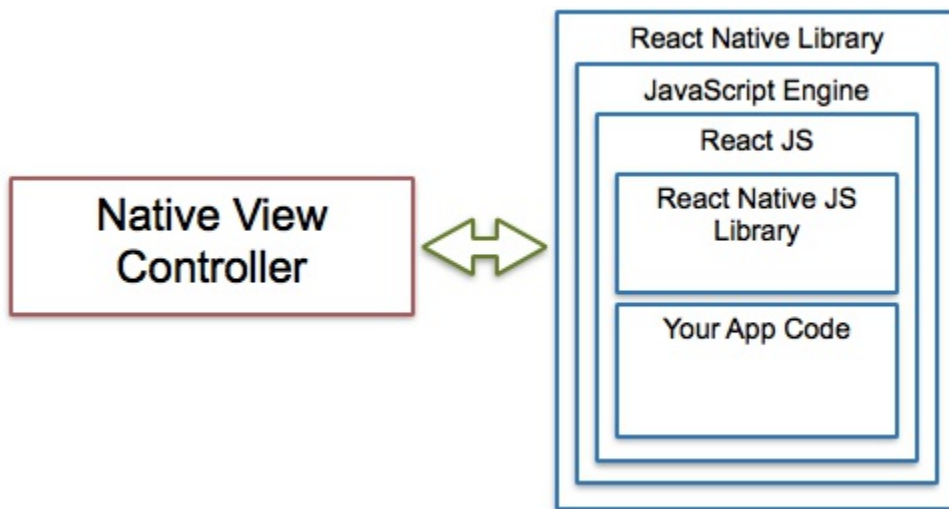 React Native Library
JavaScript Engine
React JS
React Native JS
Library
Your App Code
Native View
Controller